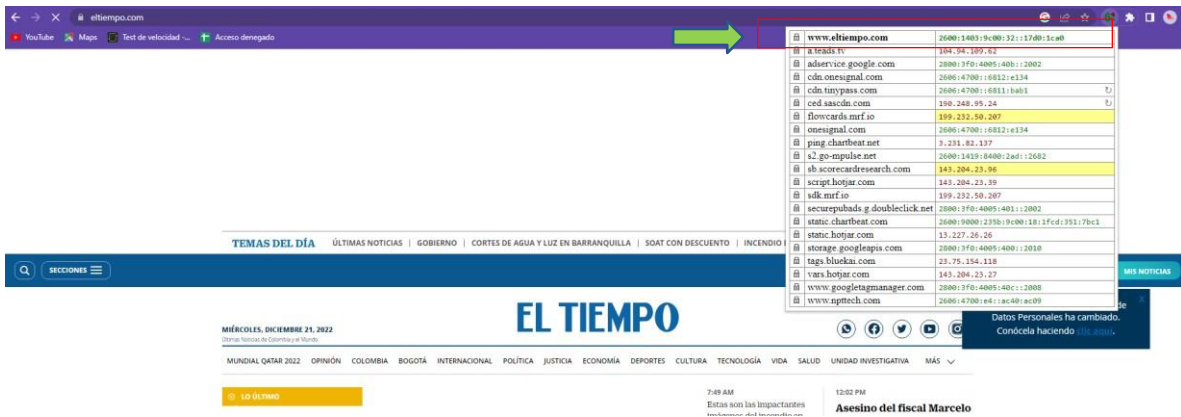 eltiempo.com
YouTube Maps Test de velocidad -... Acceso denegado
www.eltiempo.com 2600:1403:9c00:32::17d0:1ca0
a.teads.tv 104.94.109.62
adservice.google.com 2800:3f0:4005:40b::2002
cdn.onesignal.com 2606:4700::6812:e134
cdn.tinypass.com 2606:4700::6811:bab1
ced.sascdn.com 190.248.95.24
flowcards.mrf.io 199.232.50.207
onesignal.com 2606:4700::6812:e134
ping.chartbeat.net 3.231.82.137
s2.go-mpulse.net 2600:1419:8400:2ad::2682
sb.scorecardresearch.com 143.204.23.96
script.hotjar.com 143.204.23.39
sdk.mrf.io 199.232.50.207
securepubads.g.doubleclick.net 2800:3f0:4005:401::2002
static.chartbeat.com 2600:9000:235b:9c00:18:1fcd:351:7bc1
static.hotjar.com 13.227.26.26
storage.googleapis.com 2800:3f0:4005:400::2010
tags.bluekai.com 23.75.154.118
vars.hotjar.com 143.204.23.27
www.googletagmanager.com 2800:3f0:4005:40c::2008
www.npttech.com 2606:4700:e4::ac40:ac09
TEMAS DEL DÍA ÚLTIMAS NOTICIAS | GOBIERNO | CORTES DE AGUA Y LUZ EN BARRANQUILLA | SOAT CON DESCUENTO | INCENDIO
SECCIONES MIS NOTICIAS
de X
Datos Personales ha cambiado.
Conócela haciendo clic aquí.
EL TIEMPO
MIÉRCOLES, DICIEMBRE 21, 2022
Últimas Noticias de Colombia y el Mundo
MUNDIAL QATAR 2022 OPINIÓN COLOMBIA BOGOTÁ INTERNACIONAL POLÍTICA JUSTICIA ECONOMÍA DEPORTES CULTURA TECNOLOGÍA VIDA SALUD UNIDAD INVESTIGATIVA MÁS
LO ÚLTIMO
7:49 AM
Estas son las impactantes
imágenes del incendio en
12:02 PM
Asesino del fiscal Marcelo